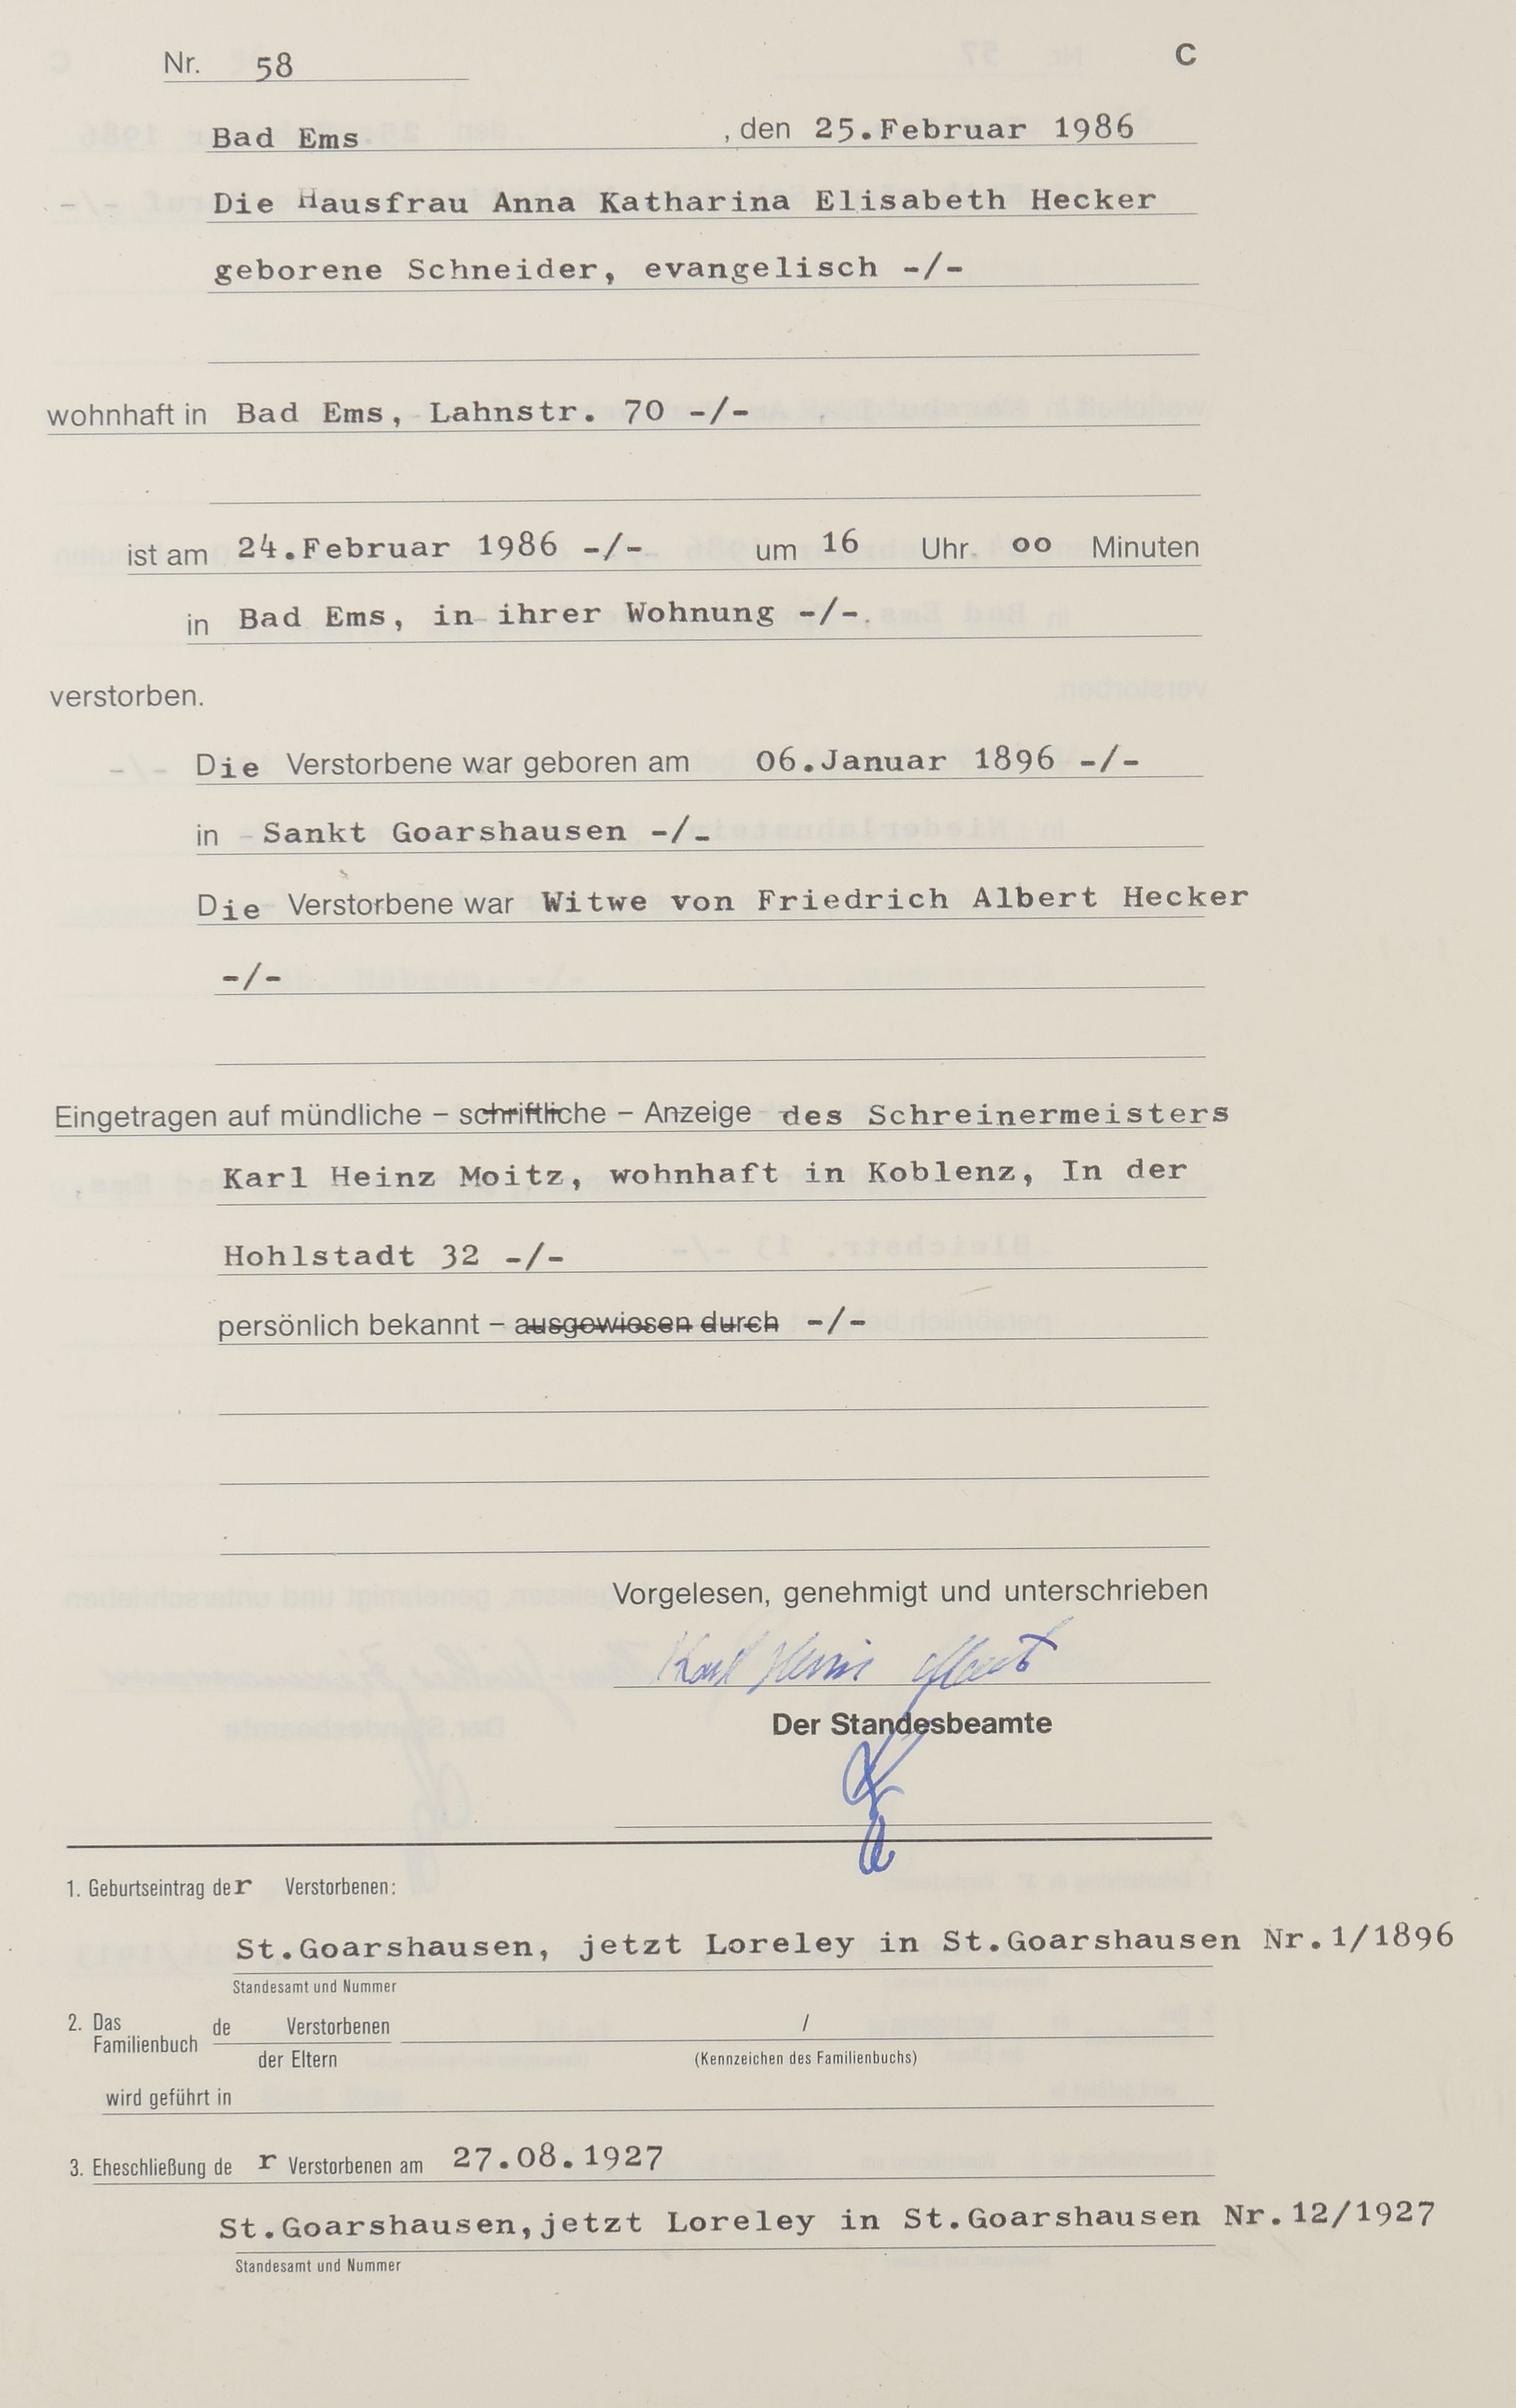 Nr. 58 C
Bad Ems , den 25.Februar 1986
Die Hausfrau Anna Katharina Elisabeth Hecker
geborene Schneider, evangelisch -/-
wohnhaft in Bad Ems, Lahnstr. 70 -/-
ist am 24.Februar 1986 -/- um 16 Uhr oo Minuten
in Bad Ems, in ihrer Wohnung -/-.
verstorben.
Die Verstorbene war geboren am 06.Januar 1896 -/-
in Sankt Goarshausen -/-
Die Verstorbene war Witwe von Friedrich Albert Hecker
-/-
Eingetragen auf mündliche – schriftliche – Anzeige des Schreinermeisters
Karl Heinz Moitz, wohnhaft in Koblenz, In der
Hohlstadt 32 -/-
persönlich bekannt – ausgewiesen durch -/-
Vorgelesen, genehmigt und unterschrieben
Karl Heinz
Der Standesbeamte
1. Geburtseintrag der Verstorbenen:
St.Goarshausen, jetzt Loreley in St.Goarshausen Nr.1/1896
Standesamt und Nummer
2. Das Familienbuch de Verstorbenen /
der Eltern (Kennzeichen des Familienbuchs)
wird geführt in
3. Eheschließung de r Verstorbenen am 27.08.1927
St.Goarshausen,jetzt Loreley in St.Goarshausen Nr.12/1927
Standesamt und Nummer